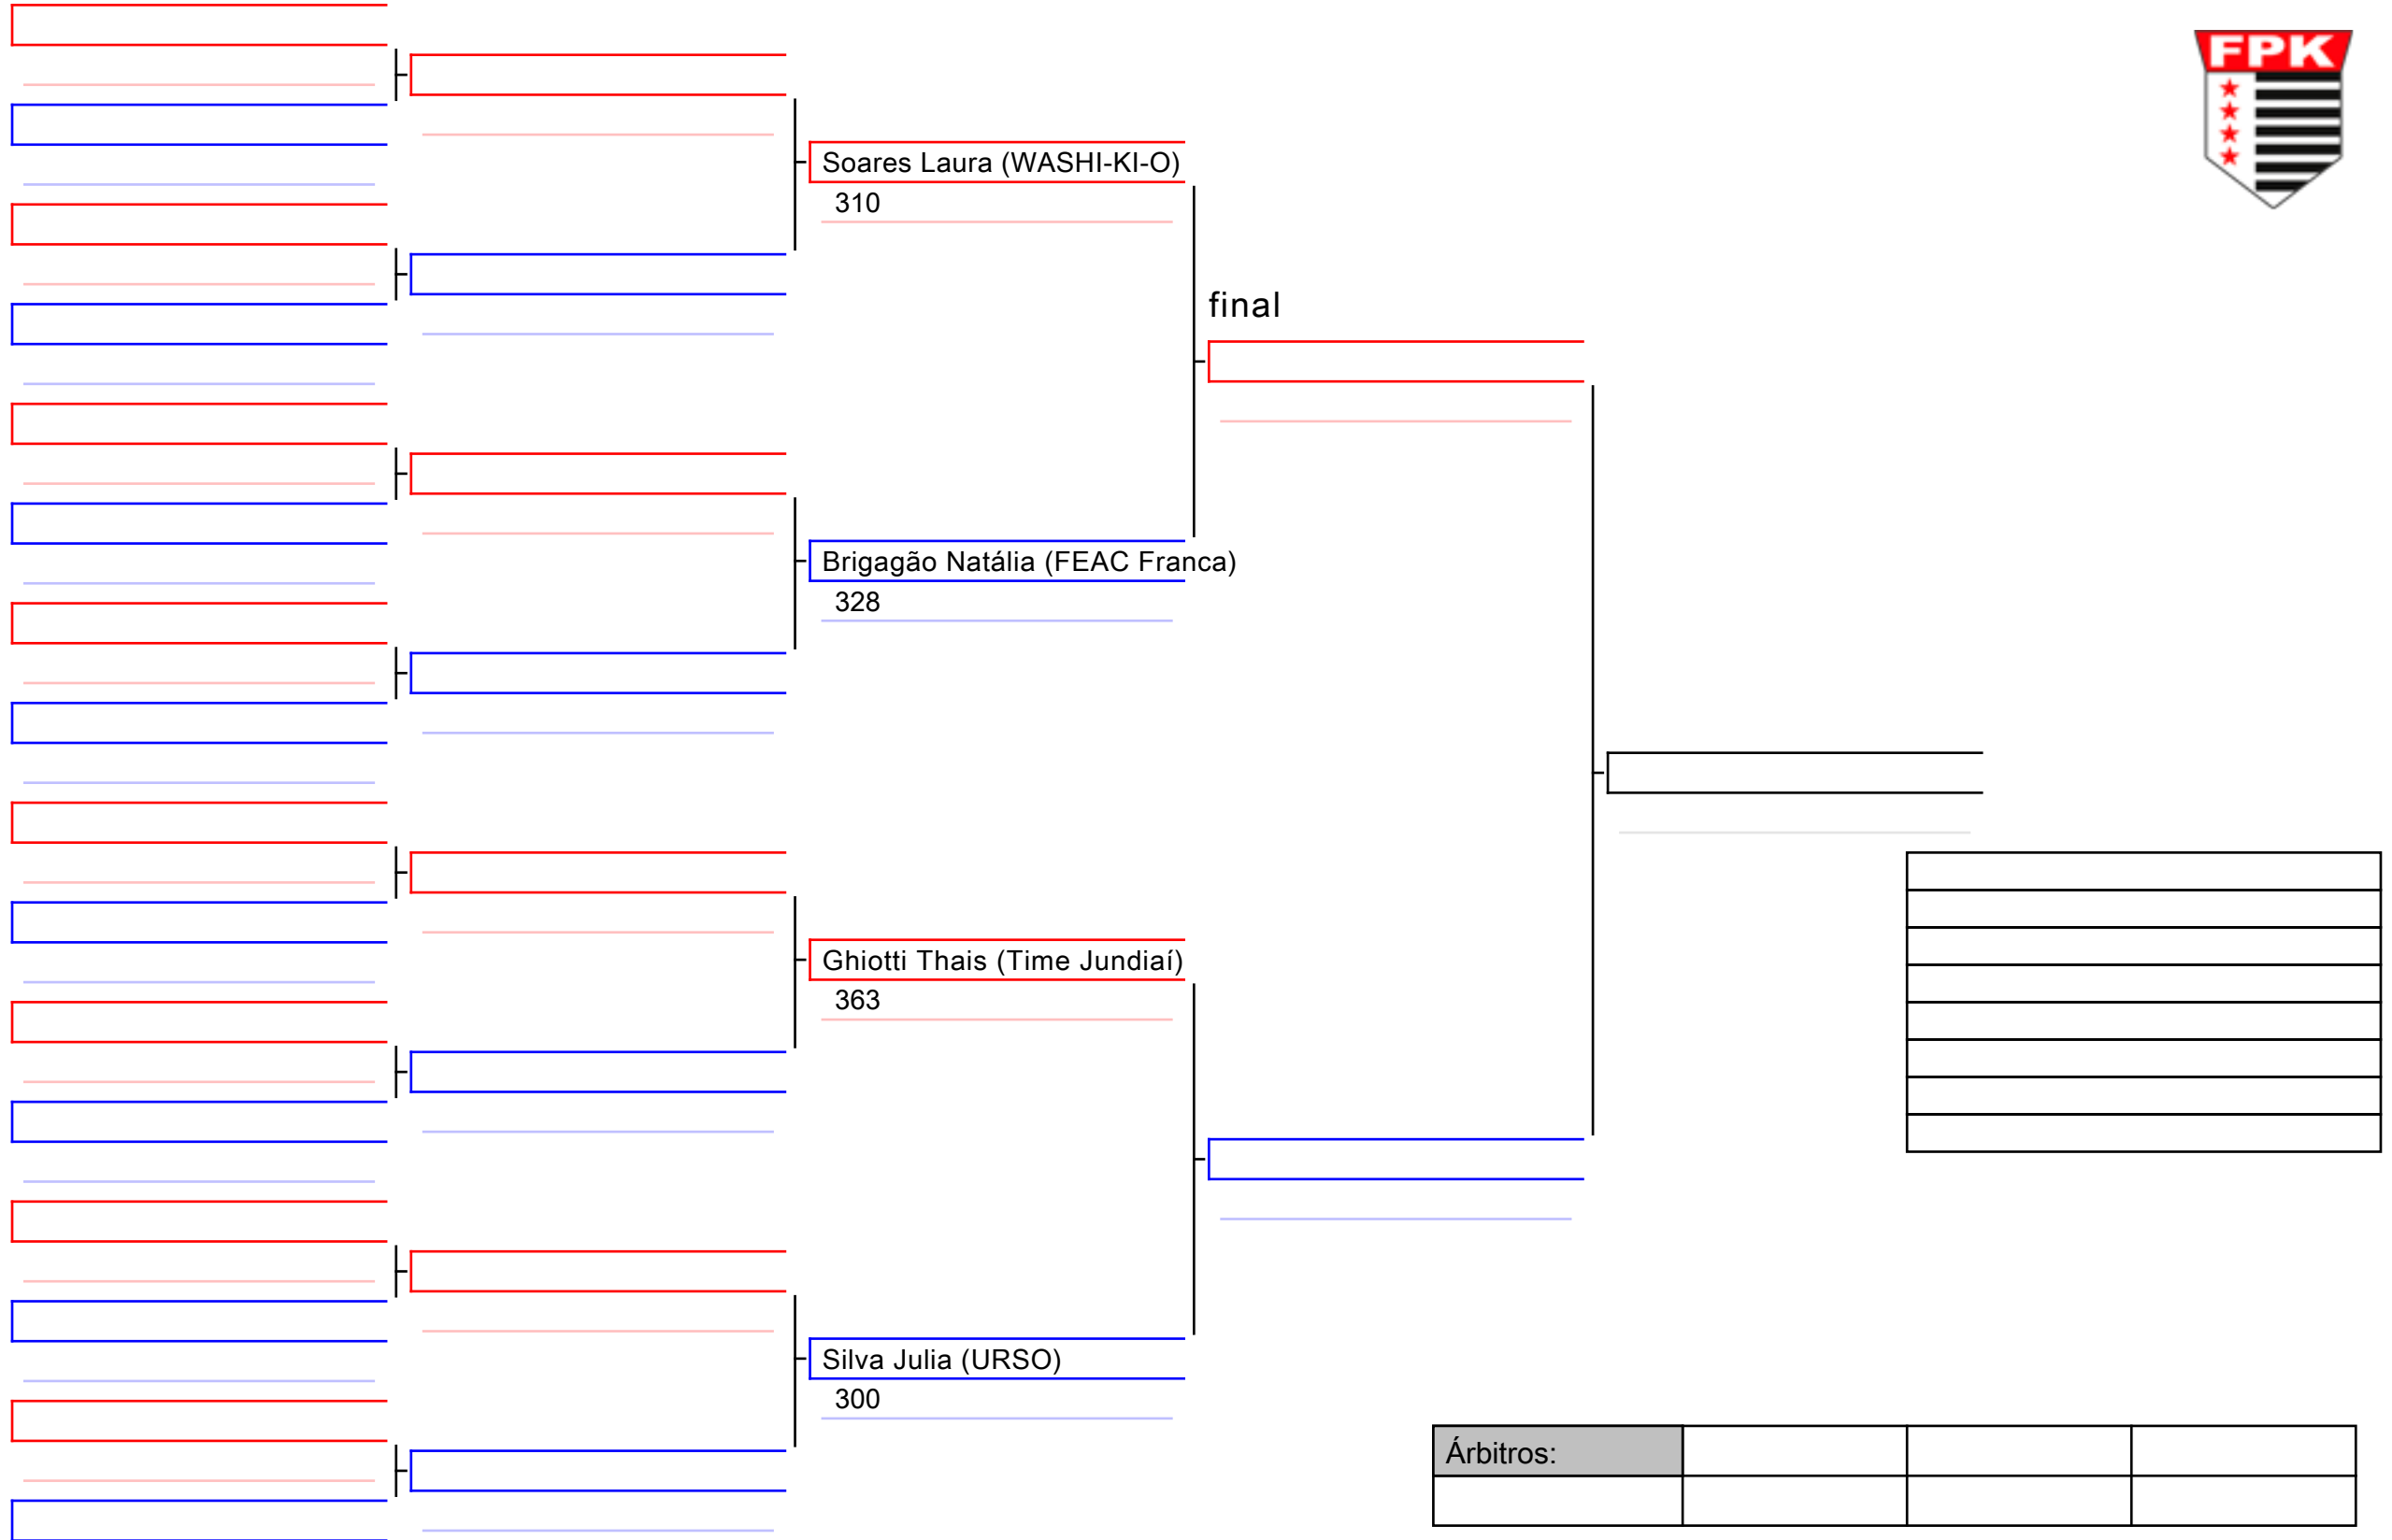 FPK
Soares Laura (WASHI-KI-O)
310
final
Brigagão Natália (FEAC Franca)
328
Ghiotti Thais (Time Jundiaí)
363
Silva Julia (URSO)
300
Árbitros: